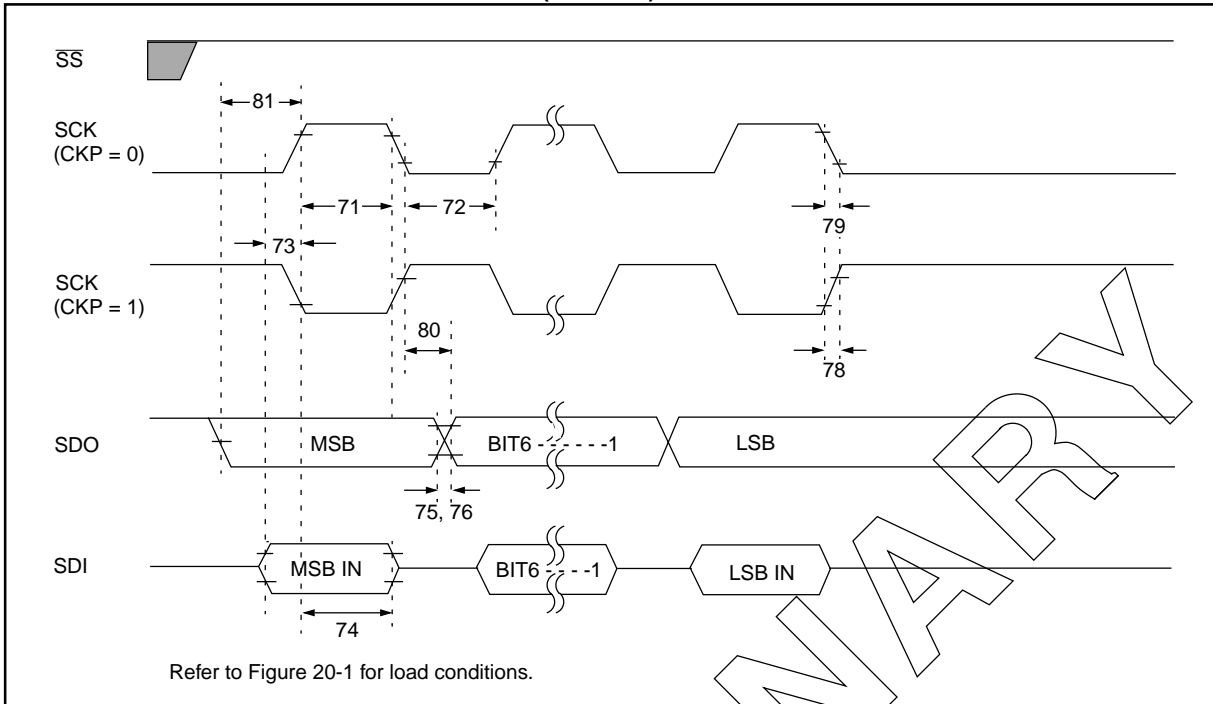 SS
81
SCK
(CKP = 0)
71
72
79
73
SCK
(CKP = 1)
80
78
SDO
MSB
BIT6 - - - - - -1
LSB
75, 76
SDI
MSB IN
BIT6 - - - -1
LSB IN
74
Refer to Figure 20-1 for load conditions.
NARY